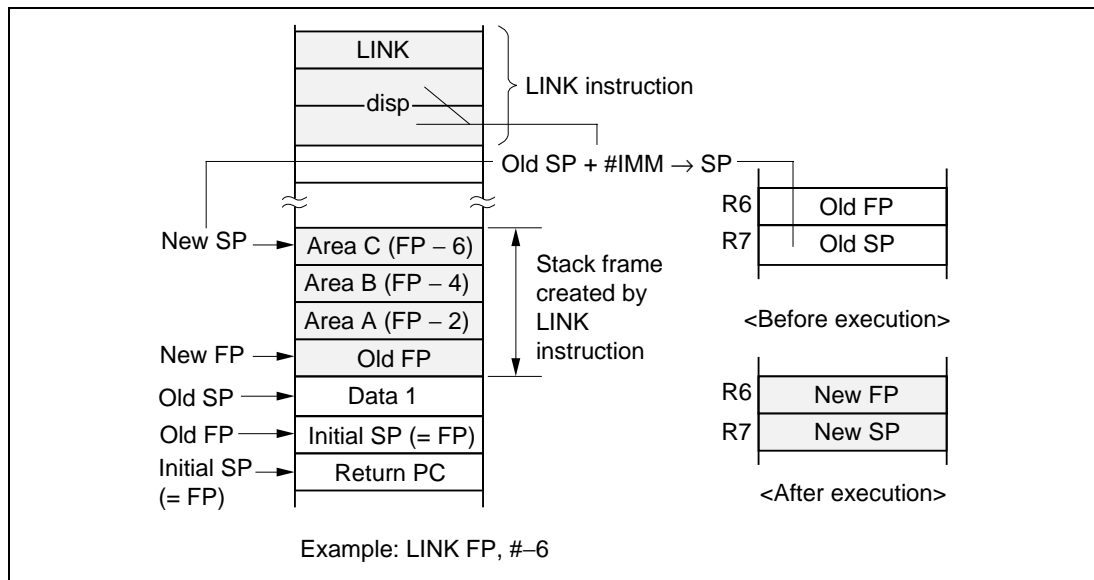 LINK
disp
LINK instruction
Old SP + #IMM → SP
R6 Old FP
R7 Old SP
<Before execution>
New SP
Area C (FP – 6)
Area B (FP – 4)
Area A (FP – 2)
New FP
Old FP
Old SP
Data 1
Old FP
Initial SP (= FP)
Initial SP
(= FP)
Return PC
Stack frame
created by
LINK
instruction
R6 New FP
R7 New SP
<After execution>
Example: LINK FP, #–6